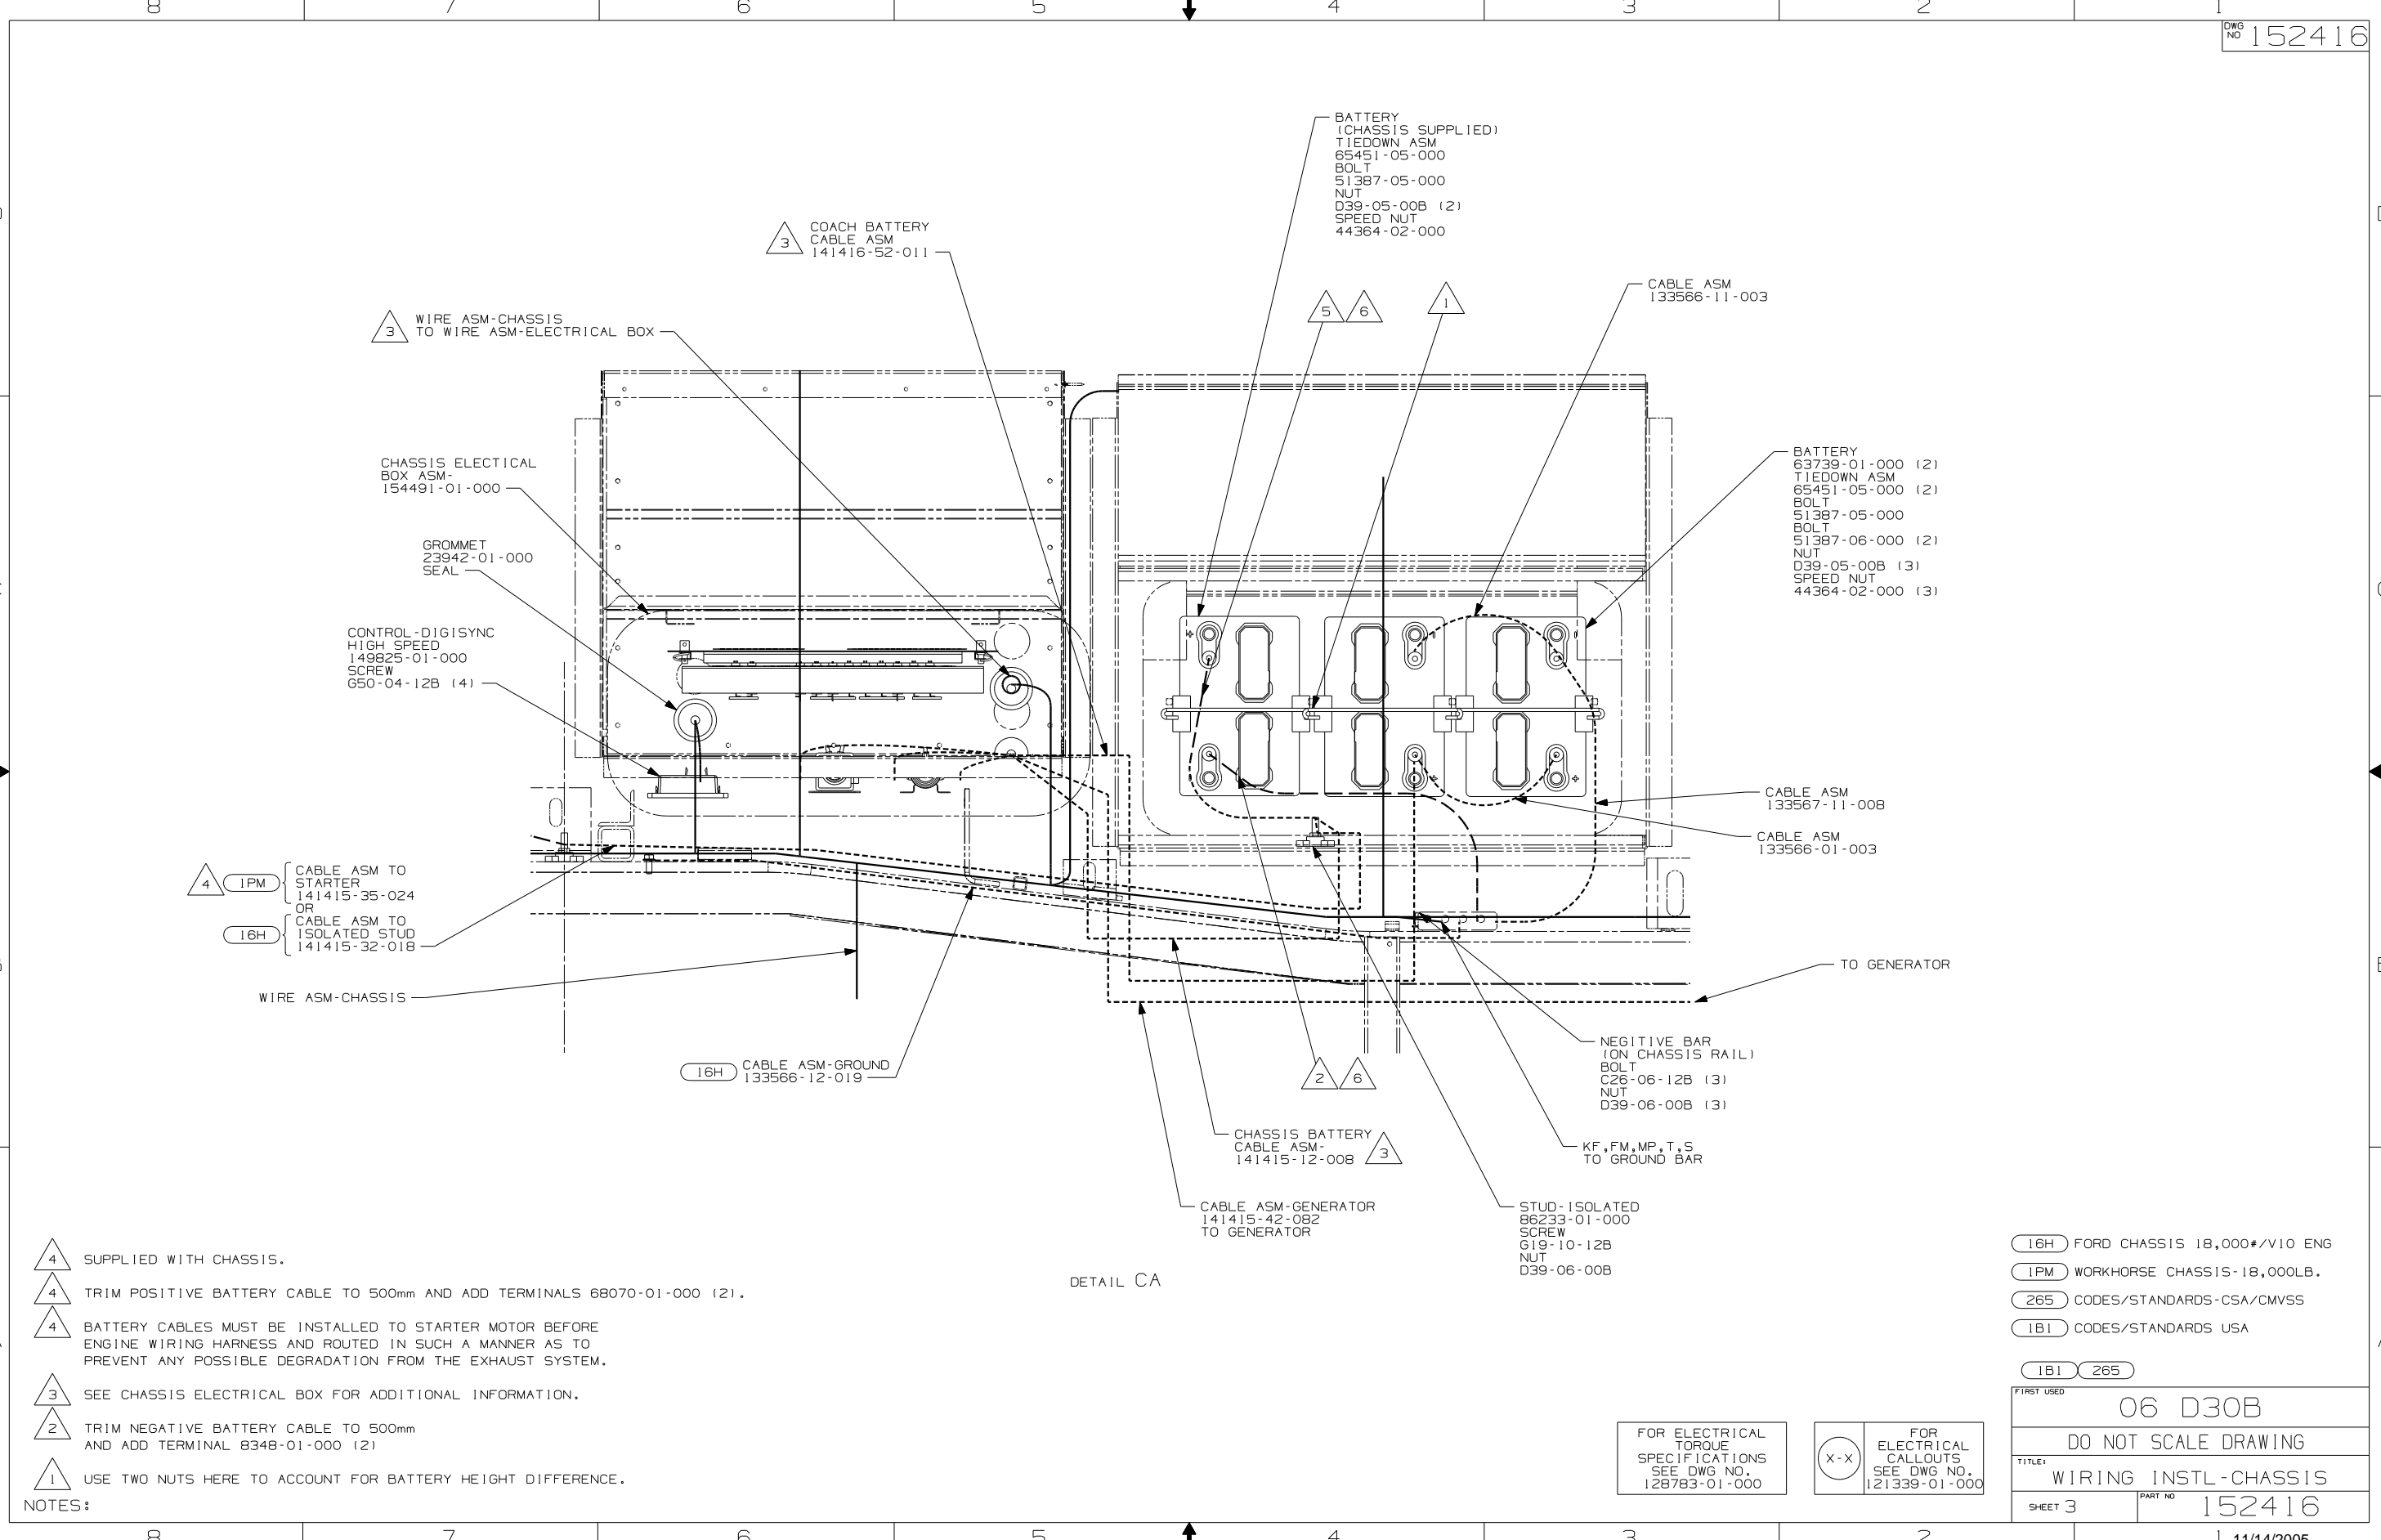 8 7 6 5 4 3 2 1
DWG NO 152416
BATTERY
(CHASSIS SUPPLIED)
TIEDOWN ASM
65451-05-000
BOLT
51387-05-000
NUT
D39-05-00B (2)
SPEED NUT
44364-02-000
3
COACH BATTERY
CABLE ASM
141416-52-011
3
WIRE ASM-CHASSIS
TO WIRE ASM-ELECTRICAL BOX
5 6
1
CABLE ASM
133566-11-003
CHASSIS ELECTICAL
BOX ASM-
154491-01-000
GROMMET
23942-01-000
SEAL
CONTROL-DIGISYNC
HIGH SPEED
149825-01-000
SCREW
G50-04-12B (4)
BATTERY
63739-01-000 (2)
TIEDOWN ASM
65451-05-000 (2)
BOLT
51387-05-000
BOLT
51387-06-000 (2)
NUT
D39-05-00B (3)
SPEED NUT
44364-02-000 (3)
CABLE ASM
133567-11-008
CABLE ASM
133566-01-003
4 1PM
CABLE ASM TO
STARTER
141415-35-024
OR
16H
CABLE ASM TO
ISOLATED STUD
141415-32-018
WIRE ASM-CHASSIS
TO GENERATOR
16H
CABLE ASM-GROUND
133566-12-019
2 6
NEGITIVE BAR
(ON CHASSIS RAIL)
BOLT
C26-06-12B (3)
NUT
D39-06-00B (3)
CHASSIS BATTERY
CABLE ASM-
141415-12-008 3
KF,FM,MP,T,S
TO GROUND BAR
CABLE ASM-GENERATOR
141415-42-082
TO GENERATOR
STUD-ISOLATED
86233-01-000
SCREW
G19-10-12B
NUT
D39-06-00B
DETAIL CA
4 SUPPLIED WITH CHASSIS.
4 TRIM POSITIVE BATTERY CABLE TO 500mm AND ADD TERMINALS 68070-01-000 (2).
4 BATTERY CABLES MUST BE INSTALLED TO STARTER MOTOR BEFORE
ENGINE WIRING HARNESS AND ROUTED IN SUCH A MANNER AS TO
PREVENT ANY POSSIBLE DEGRADATION FROM THE EXHAUST SYSTEM.
3 SEE CHASSIS ELECTRICAL BOX FOR ADDITIONAL INFORMATION.
2 TRIM NEGATIVE BATTERY CABLE TO 500mm
AND ADD TERMINAL 8348-01-000 (2)
1 USE TWO NUTS HERE TO ACCOUNT FOR BATTERY HEIGHT DIFFERENCE.
NOTES:
16H FORD CHASSIS 18,000#/V10 ENG
1PM WORKHORSE CHASSIS-18,000LB.
265 CODES/STANDARDS-CSA/CMVSS
1B1 CODES/STANDARDS USA
1B1 265
FOR ELECTRICAL
TORQUE
SPECIFICATIONS
SEE DWG NO.
128783-01-000
X-X
FOR
ELECTRICAL
CALLOUTS
SEE DWG NO.
121339-01-000
FIRST USED
06 D30B
DO NOT SCALE DRAWING
TITLE:
WIRING INSTL-CHASSIS
SHEET 3
PART NO 152416
8 7 6 5 4 3 2 1
11/14/2005